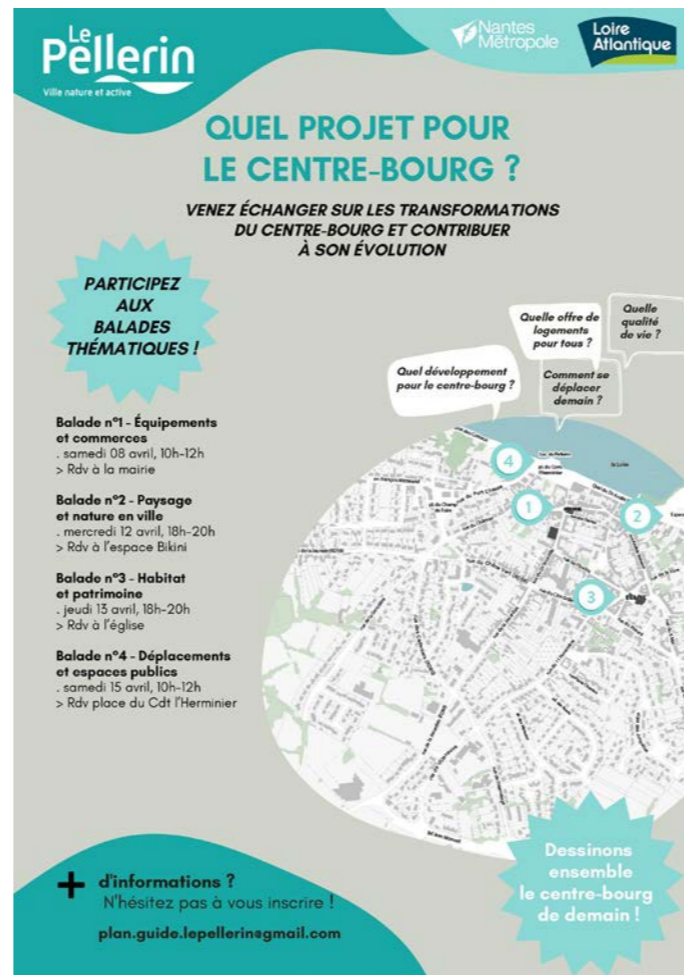 Le
Pellerin
Ville nature et active
Nantes
Métropole
Loire
Atlantique
QUEL PROJET POUR
LE CENTRE-BOURG ?
VENEZ ÉCHANGER SUR LES TRANSFORMATIONS
DU CENTRE-BOURG ET CONTRIBUER
À SON ÉVOLUTION
PARTICIPEZ
AUX
BALADES
THÉMATIQUES !
Quelle
qualité
de vie ?
Quelle offre de
logements
pour tous ?
Quel développement
pour le centre-bourg ?
Comment se
déplacer
demain ?
Balade n°1 - Équipements
et commerces
. samedi 08 avril, 10h-12h
> Rdv à la mairie
Balade n°2 - Paysage
et nature en ville
. mercredi 12 avril, 18h-20h
> Rdv à l'espace Bikini
Balade n°3 - Habitat
et patrimoine
. jeudi 13 avril, 18h-20h
> Rdv à l'église
Balade n°4 - Déplacements
et espaces publics
. samedi 15 avril, 10h-12h
> Rdv place du Cdt l'Herminier
4
1
2
3
Dessinons
ensemble
le centre-bourg
de demain !
+ d'informations ?
N'hésitez pas à vous inscrire !
plan.guide.lepellerin@gmail.com